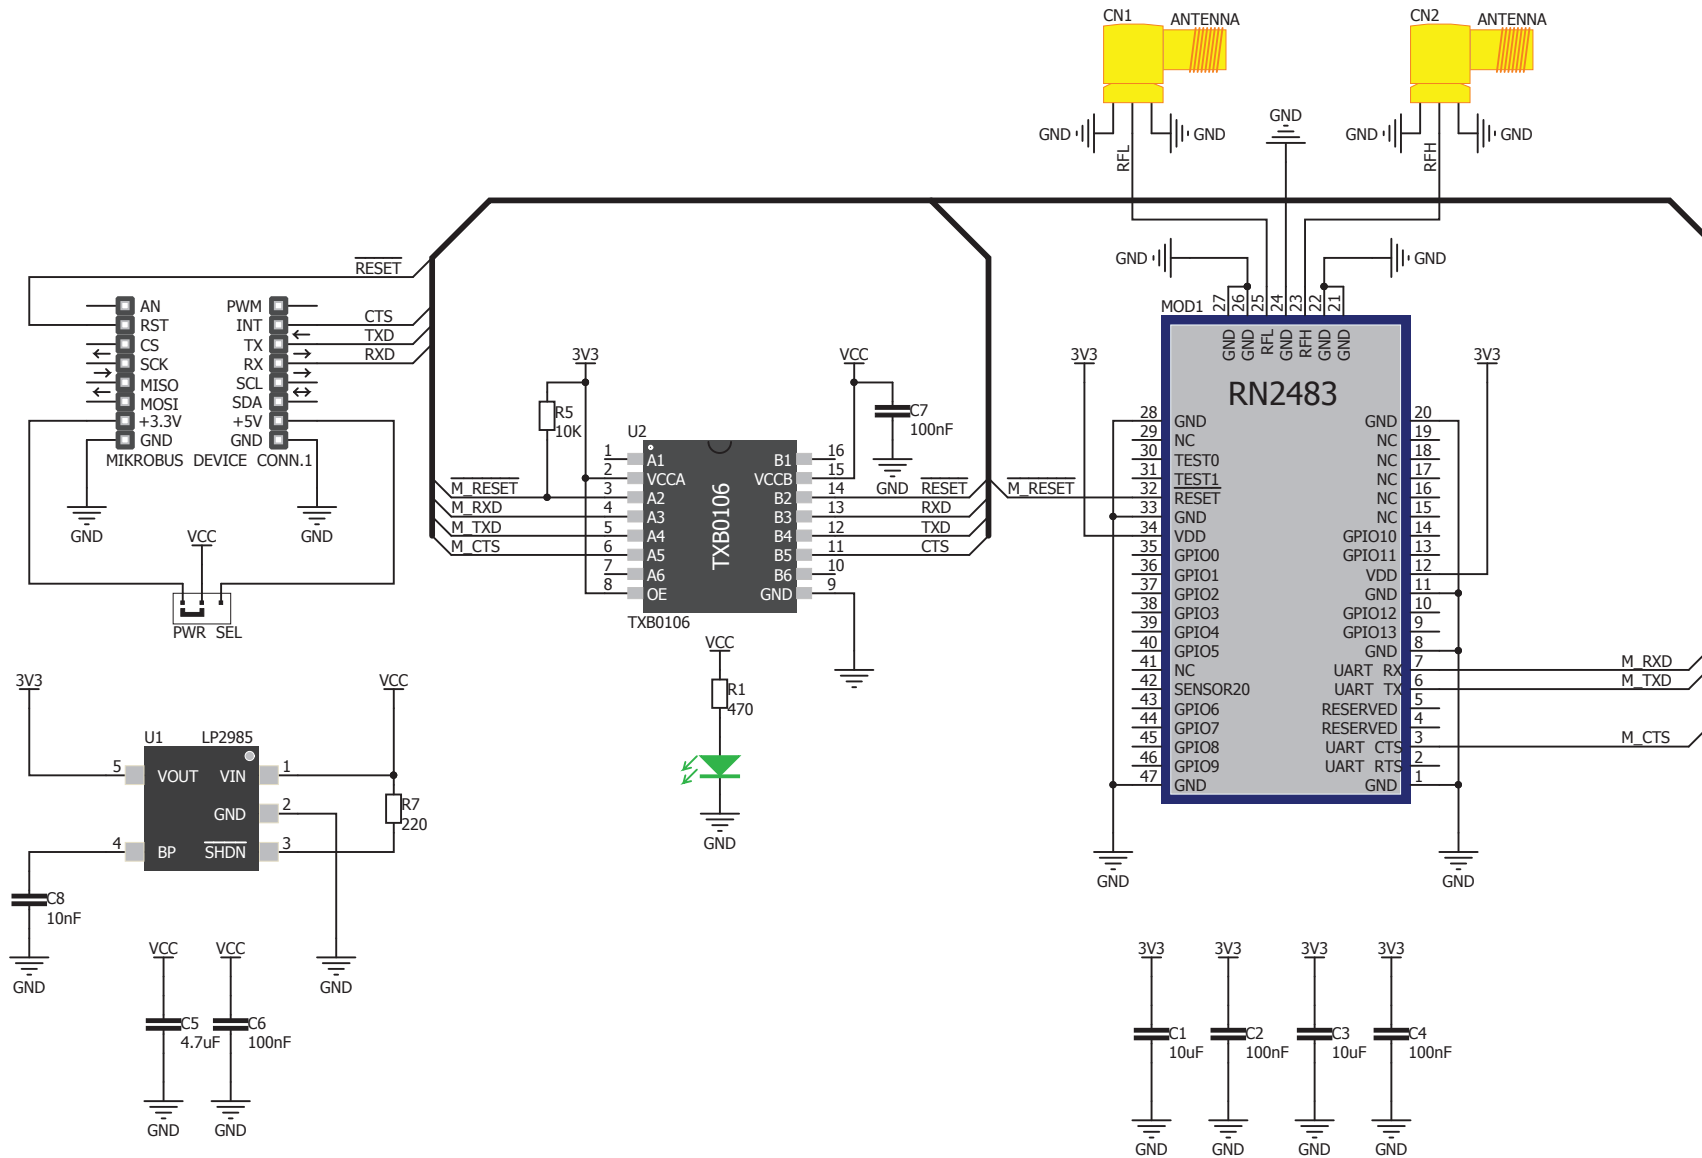 CN1 ANTENNA
CN2 ANTENNA
GND GND
RFL
GND
GND GND
RFH
RESET
GND
GND
AN
RST
CS
SCK
MISO
MOSI
+3.3V
GND
PWM
INT
TX
RX
SCL
SDA
+5V
GND
CTS
TXD
RXD
MIKROBUS DEVICE CONN.1
GND
GND
VCC
PWR SEL
3V3
R5
10K
VCC
C7
100nF
GND
U2
1 A1
2 VCCA
3 A2
4 A3
5 A4
6 A5
7 A6
8 OE
TXB0106
B1 16
VCCB 15
B2 14
B3 13
B4 12
B5 11
B6 10
GND 9
TXB0106
M_RESET
M_RXD
M_TXD
M_CTS
RESET
RXD
TXD
CTS
M_RESET
VCC
R1
470
GND
3V3
VCC
U1 LP2985
5 VOUT
4 BP
VIN 1
GND 2
SHDN 3
R7
220
C8
10nF
GND
GND
VCC
C5
4.7uF
GND
VCC
C6
100nF
GND
MOD1
27 26 25 24 23 22 21
GND GND RFL GND RFH GND GND
RN2483
3V3
3V3
28 GND
29 NC
30 TEST0
31 TEST1
32 RESET
33 GND
34 VDD
35 GPIO0
36 GPIO1
37 GPIO2
38 GPIO3
39 GPIO4
40 GPIO5
41 NC
42 SENSOR20
43 GPIO6
44 GPIO7
45 GPIO8
46 GPIO9
47 GND
GND 20
NC 19
NC 18
NC 17
NC 16
NC 15
GPIO10 14
GPIO11 13
VDD 12
GND 11
GPIO12 10
GPIO13 9
GND 8
UART RX 7
UART TX 6
RESERVED 5
RESERVED 4
UART CTS 3
UART RTS 2
GND 1
M_RXD
M_TXD
M_CTS
GND
GND
3V3
C1
10uF
GND
3V3
C2
100nF
GND
3V3
C3
10uF
GND
3V3
C4
100nF
GND